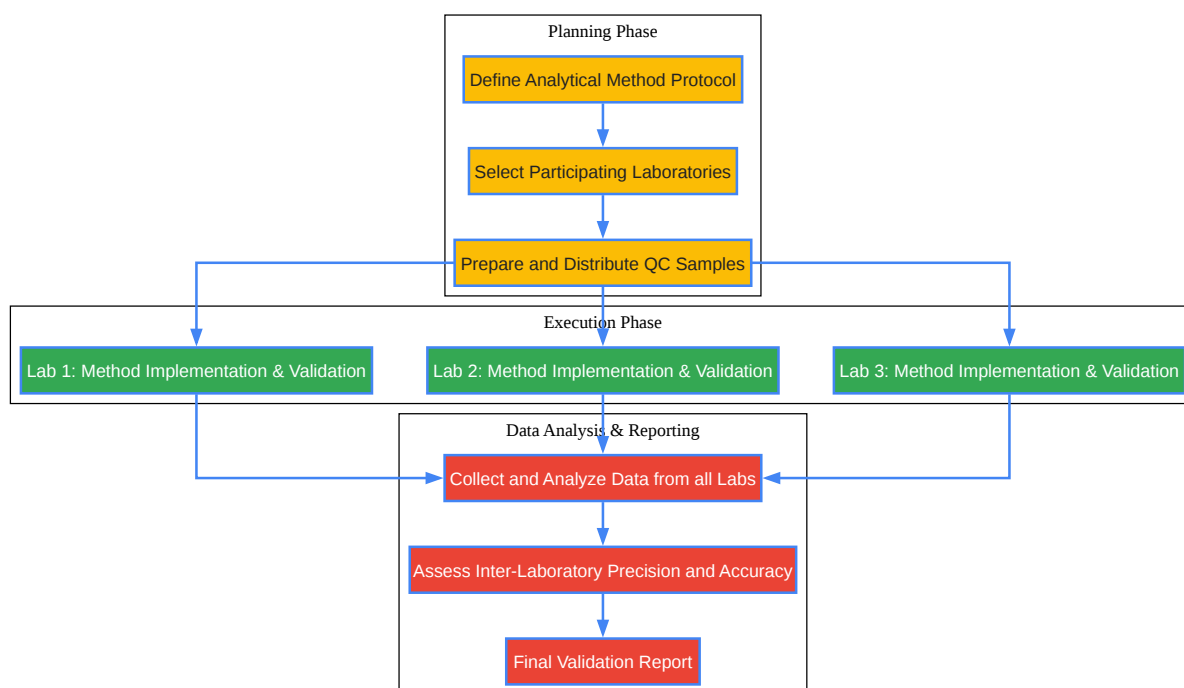 Planning Phase
Define Analytical Method Protocol
Select Participating Laboratories
Prepare and Distribute QC Samples
Execution Phase
Lab 1: Method Implementation & Validation
Lab 2: Method Implementation & Validation
Lab 3: Method Implementation & Validation
Data Analysis & Reporting
Collect and Analyze Data from all Labs
Assess Inter-Laboratory Precision and Accuracy
Final Validation Report